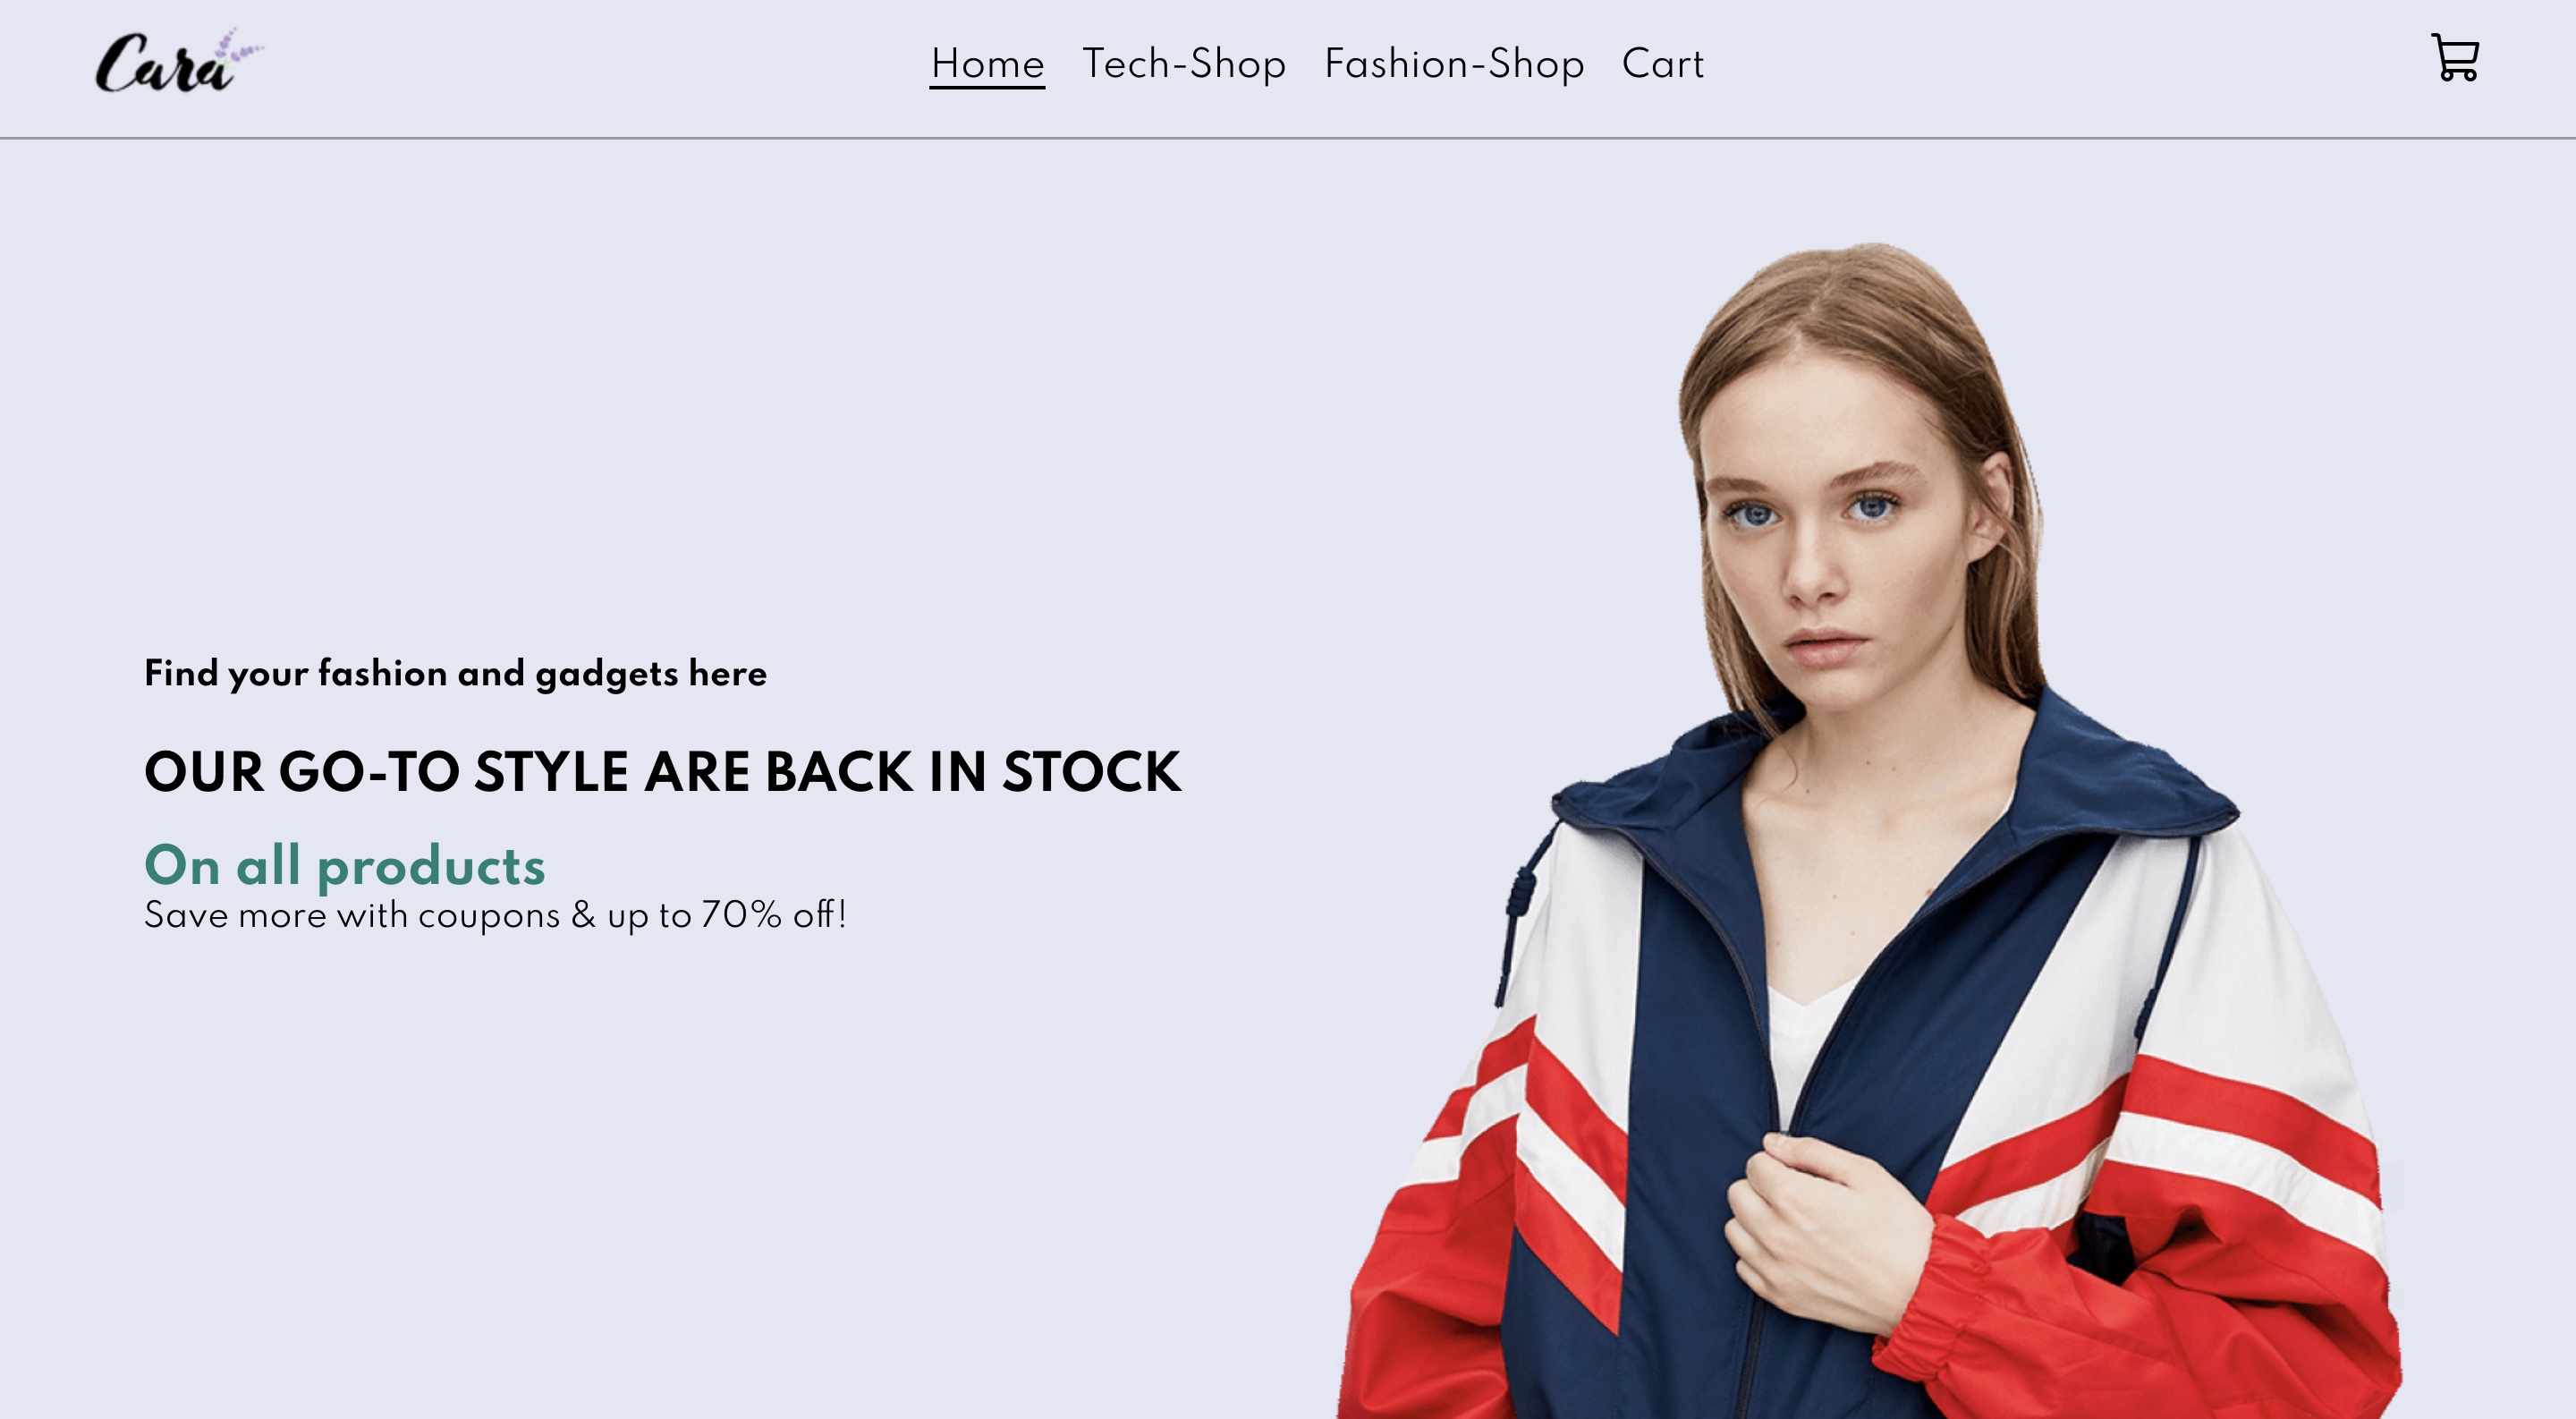 Cara
Home Tech-Shop Fashion-Shop Cart
Find your fashion and gadgets here
OUR GO-TO STYLE ARE BACK IN STOCK
On all products
Save more with coupons & up to 70% off!